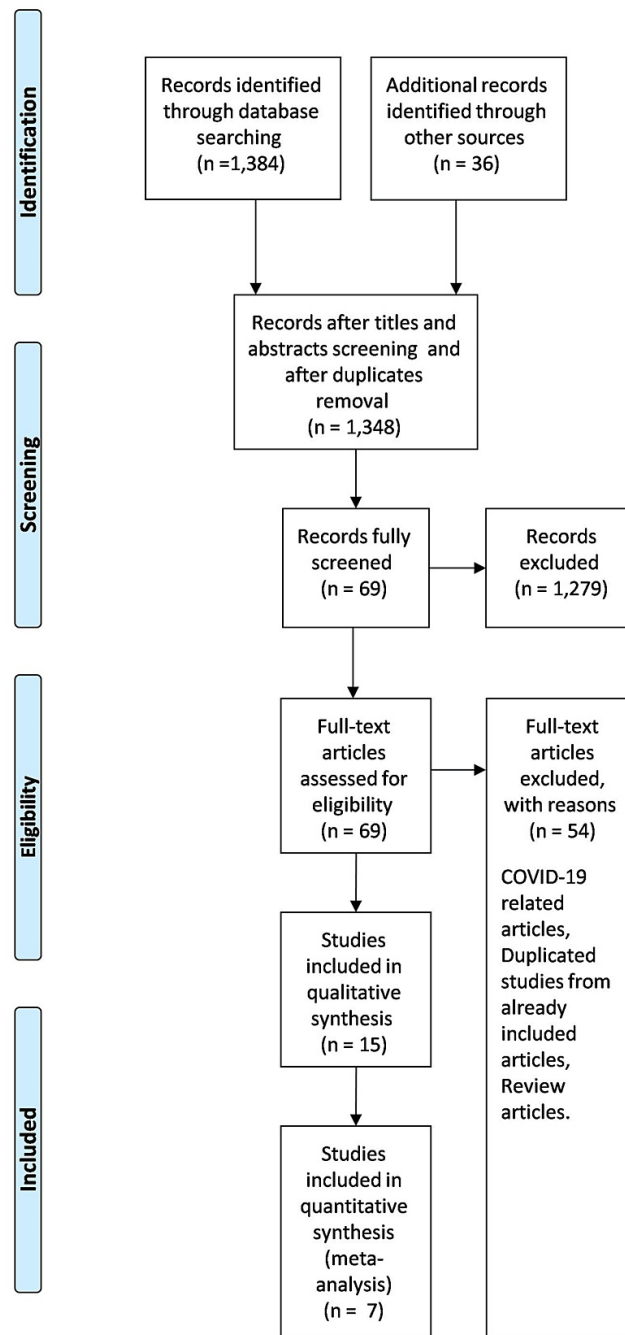 Identification
Records identified
through database
searching
(n =1,384)
Additional records
identified through
other sources
(n = 36)
Records after titles and
abstracts screening and
after duplicates
removal
(n = 1,348)
Screening
Records fully
screened
(n = 69)
Records
excluded
(n = 1,279)
Eligibility
Full-text
articles
assessed for
eligibility
(n = 69)
Full-text
articles
excluded,
with reasons
(n = 54)
COVID-19
related
articles,
Duplicated
studies from
already
included
articles,
Review
articles.
Studies
included in
qualitative
synthesis
(n = 15)
Included
Studies
included in
quantitative
synthesis
(meta-
analysis)
(n = 7)